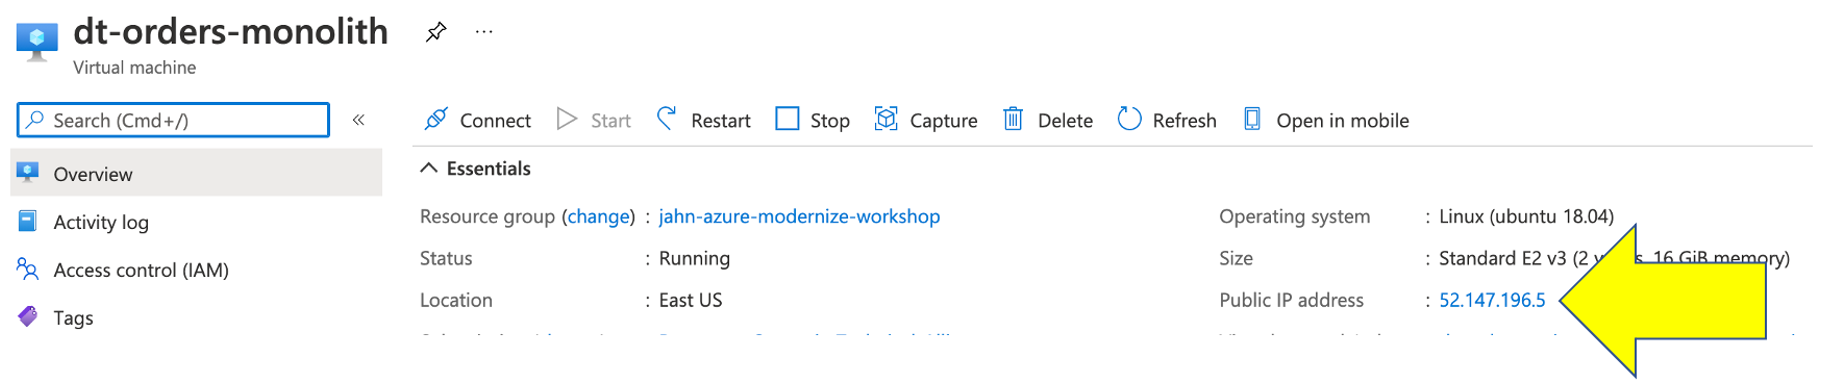 dt-orders-monolith
Virtual machine
Search (Cmd+/)
Overview
Activity log
Access control (IAM)
Tags
Connect Start Restart Stop Capture Delete Refresh Open in mobile
Essentials
Resource group (change) : jahn-azure-modernize-workshop
Status : Running
Location : East US
Operating system : Linux (ubuntu 18.04)
Size : Standard E2 v3 (2 16 GiB memory)
Public IP address : 52.147.196.5